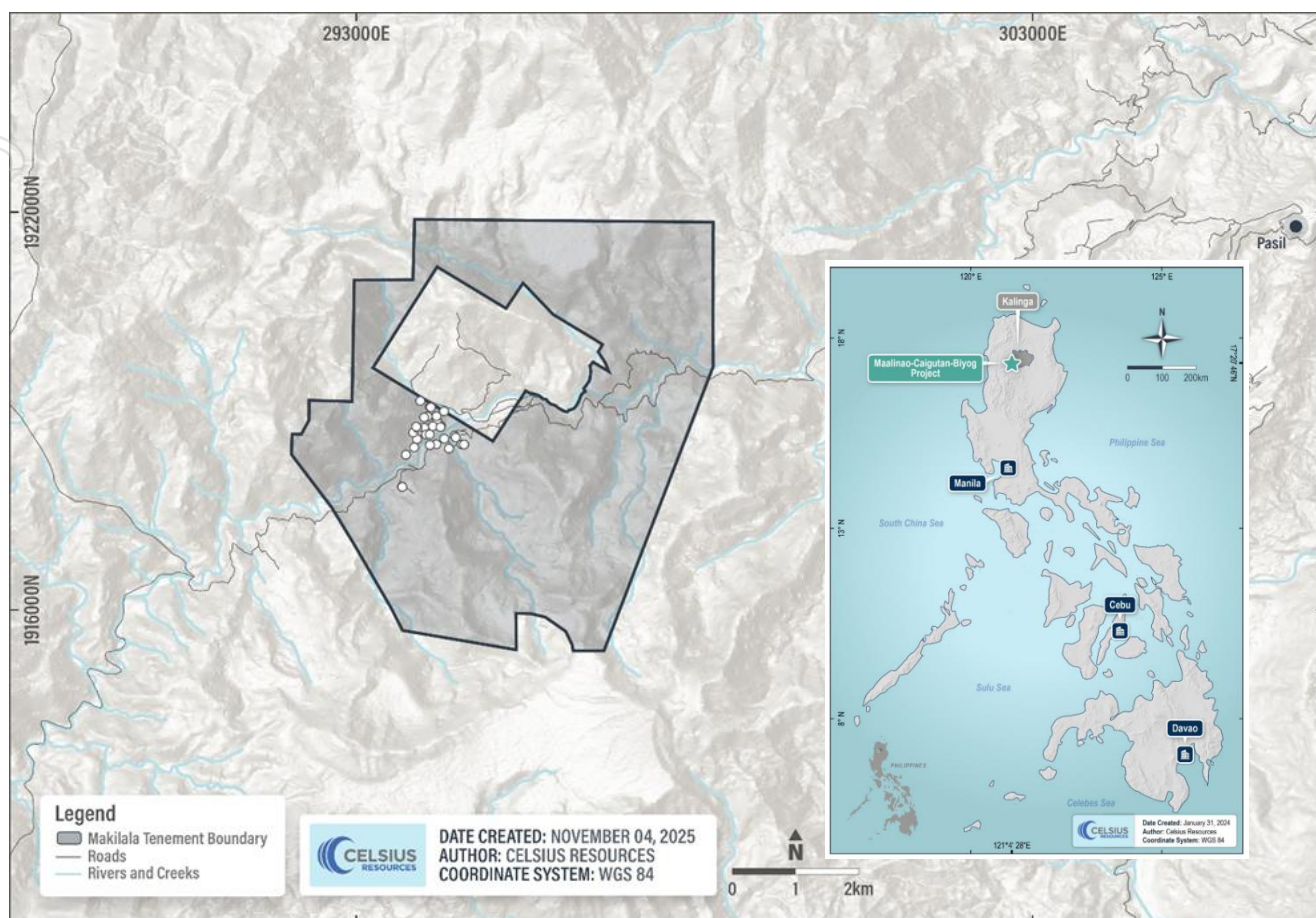 293000E
303000E
1922000N
1916000N
Pasil
Legend
Makilala Tenement Boundary
Roads
Rivers and Creeks
CELSIUS
RESOURCES
DATE CREATED: NOVEMBER 04, 2025
AUTHOR: CELSIUS RESOURCES
COORDINATE SYSTEM: WGS 84
N
0 1 2km
120° E
125° E
Kalinga
N
18° N
17°20'46"N
Maalinao-Caigutan-Biyog
Project
0 100 200km
Philippine Sea
Manila
South China Sea
13° N
Cebu
Sulu Sea
8° N
Davao
PHILIPPINES
Celebes Sea
121°4' 28"E
CELSIUS
RESOURCES
Date Created: January 31, 2024
Author: Celsius Resources
Coordinate System: WGS 84